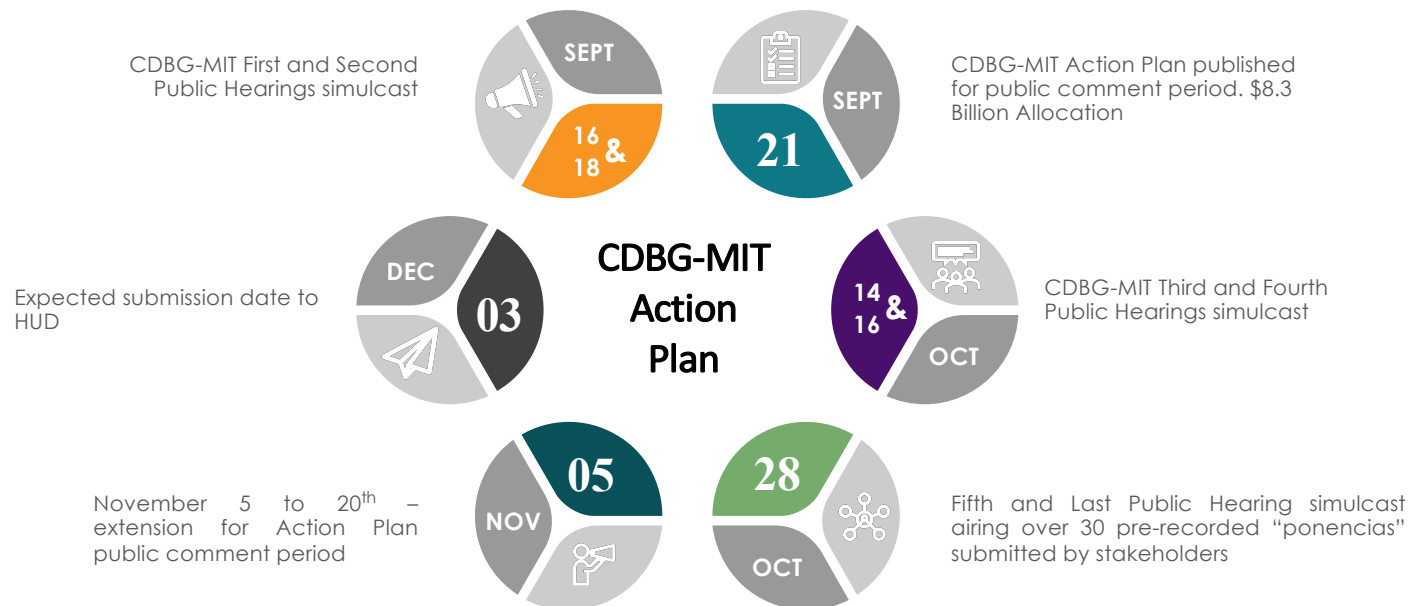 CDBG-MIT First and Second
Public Hearings simulcast
SEPT
16
18 &
SEPT
21
CDBG-MIT Action Plan published
for public comment period. $8.3
Billion Allocation
CDBG-MIT
Action
Plan
14
16 &
OCT
CDBG-MIT Third and Fourth
Public Hearings simulcast
28
OCT
Fifth and Last Public Hearing simulcast
airing over 30 pre-recorded “ponencias”
submitted by stakeholders
05
NOV
November 5 to 20th –
extension for Action Plan
public comment period
DEC
03
Expected submission date to
HUD